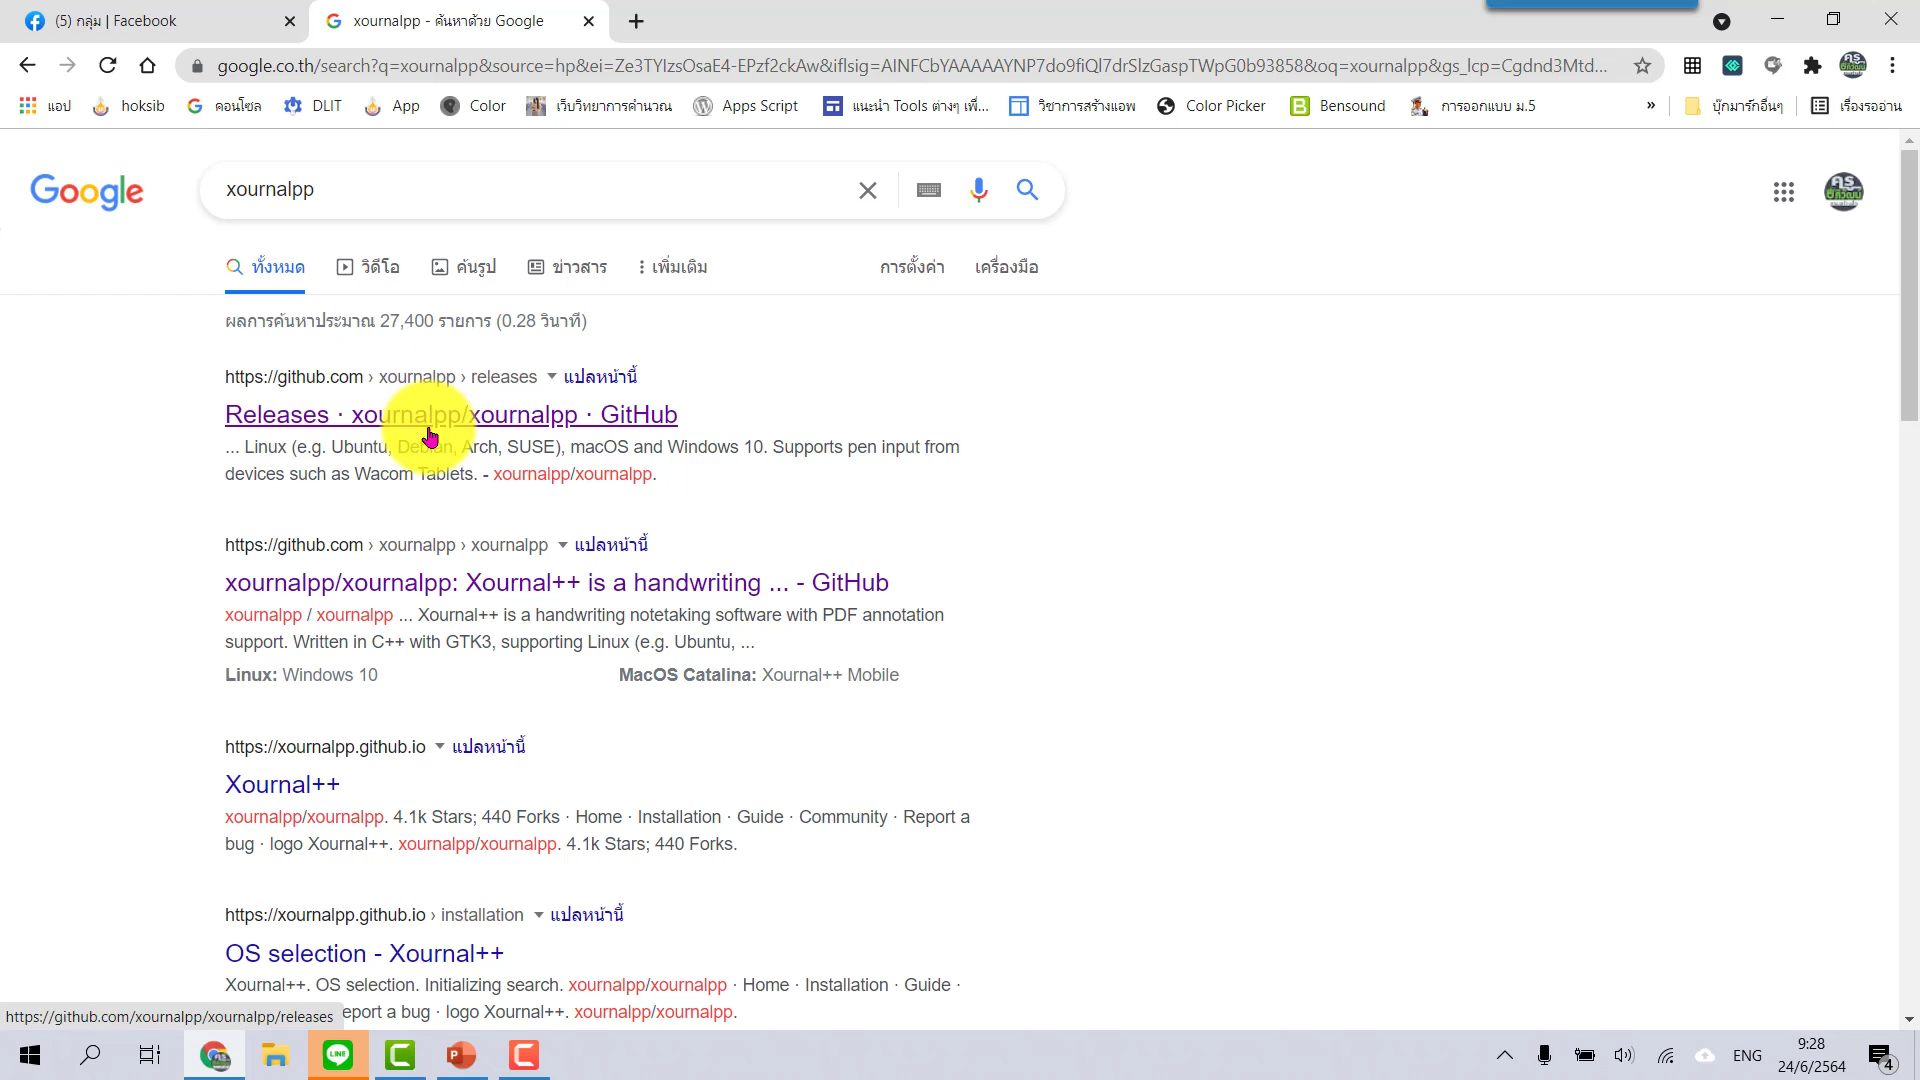 (5) กลุ่ม | Facebook
xournalpp - ค้นหาด้วย Google
google.co.th/search?q=xournalpp&source=hp&ei=Ze3TYIzsOsaE4-EPzf2ckAw&iflsig=AINFCbYAAAAAYNP7do9fiQl7drSlzGaspTWpG0b93858&oq=xournalpp&gs_lcp=Cgdnd3Mtd...
แอป hoksib คอนโซล DLIT App Color เว็บวิทยาการคำนวณ Apps Script แนะนำ Tools ต่างๆ เพื่... วิชาการสร้างแอพ Color Picker Bensound การออกแบบ ม.5 » บุ๊กมาร์กอื่นๆ เรื่องรออ่าน
Google
xournalpp
ทั้งหมด วิดีโอ ค้นรูป ข่าวสาร เพิ่มเติม การตั้งค่า เครื่องมือ
ผลการค้นหาประมาณ 27,400 รายการ (0.28 วินาที)
https://github.com › xournalpp › releases แปลหน้านี้
Releases · xournalpp/xournalpp · GitHub
... Linux (e.g. Ubuntu, Debian, Arch, SUSE), macOS and Windows 10. Supports pen input from
devices such as Wacom Tablets. - xournalpp/xournalpp.
https://github.com › xournalpp › xournalpp แปลหน้านี้
xournalpp/xournalpp: Xournal++ is a handwriting ... - GitHub
xournalpp / xournalpp ... Xournal++ is a handwriting notetaking software with PDF annotation
support. Written in C++ with GTK3, supporting Linux (e.g. Ubuntu, ...
Linux: Windows 10 MacOS Catalina: Xournal++ Mobile
https://xournalpp.github.io แปลหน้านี้
Xournal++
xournalpp/xournalpp. 4.1k Stars; 440 Forks · Home · Installation · Guide · Community · Report a
bug · logo Xournal++. xournalpp/xournalpp. 4.1k Stars; 440 Forks.
https://xournalpp.github.io › installation แปลหน้านี้
OS selection - Xournal++
Xournal++. OS selection. Initializing search. xournalpp/xournalpp · Home · Installation · Guide ·
eport a bug · logo Xournal++. xournalpp/xournalpp.
https://github.com/xournalpp/xournalpp/releases
LINE
ENG
9:28
24/6/2564
4